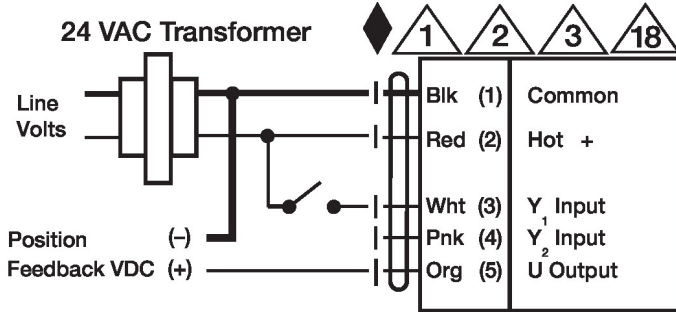 24 VAC Transformer
1 2 3 18
Line
Volts
Blk (1) Common
Red (2) Hot +
Wht (3) Y1 Input
Pnk (4) Y2 Input
Org (5) U Output
Position (–)
Feedback VDC (+)